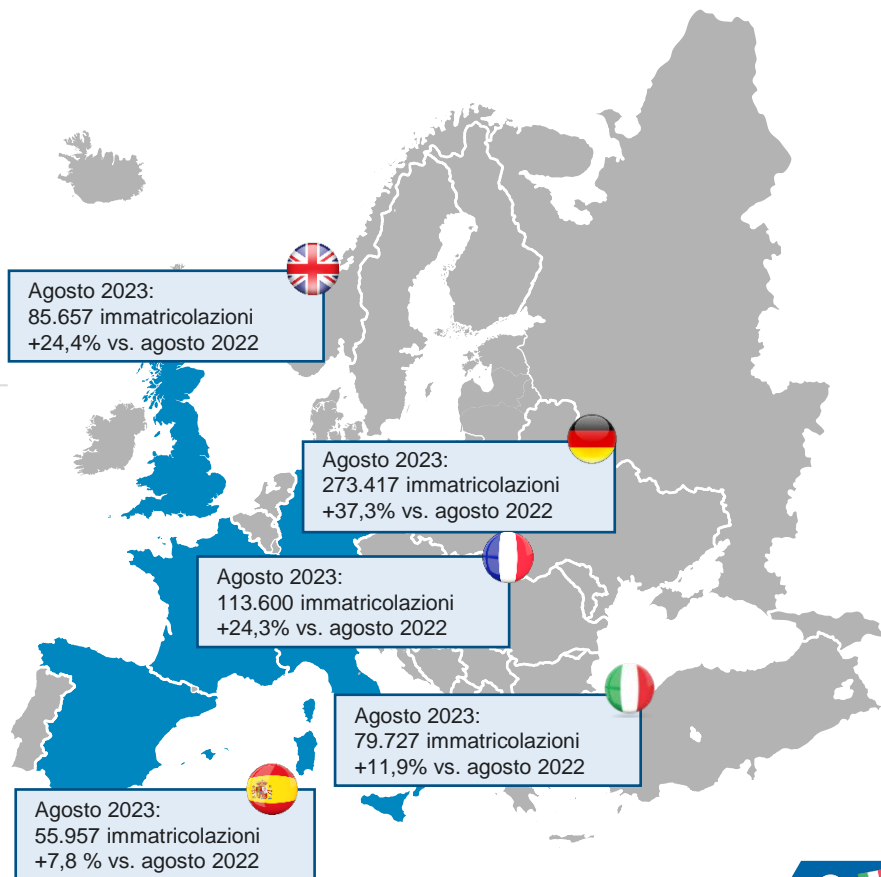 Agosto 2023:
85.657 immatricolazioni
+24,4% vs. agosto 2022
Agosto 2023:
273.417 immatricolazioni
+37,3% vs. agosto 2022
Agosto 2023:
113.600 immatricolazioni
+24,3% vs. agosto 2022
Agosto 2023:
79.727 immatricolazioni
+11,9% vs. agosto 2022
Agosto 2023:
55.957 immatricolazioni
+7,8 % vs. agosto 2022